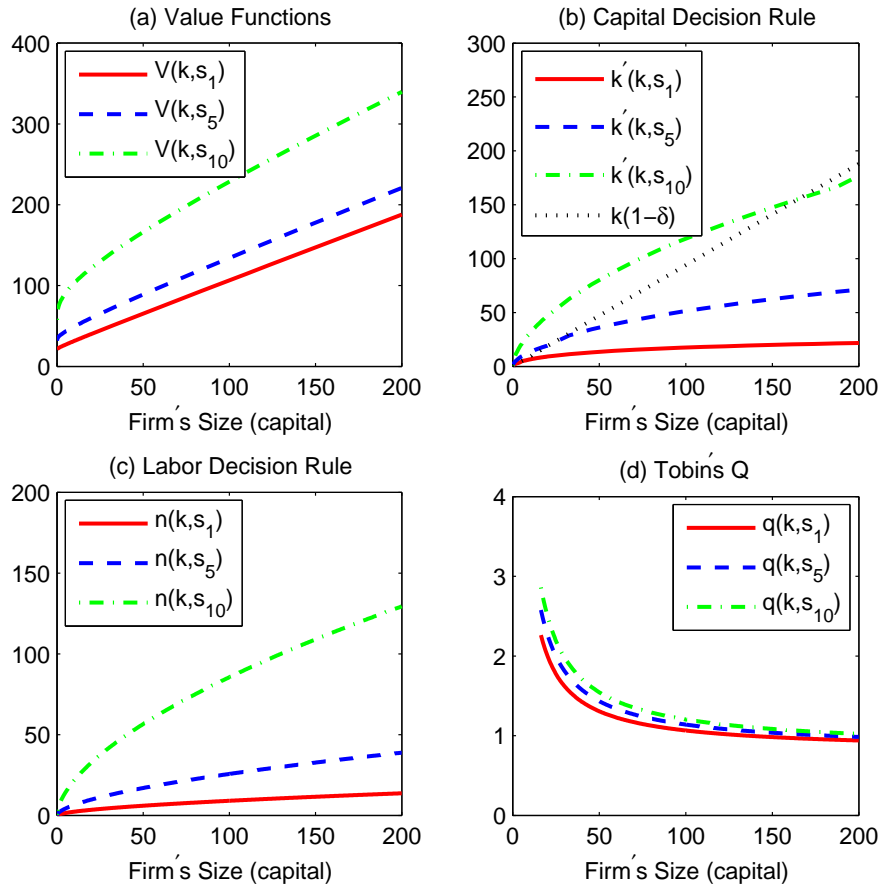 (a) Value Functions
400
300
200
100
0
V(k,s1)
V(k,s5)
V(k,s10)
0 50 100 150 200
Firm′s Size (capital)
(b) Capital Decision Rule
300
250
200
150
100
50
0
k′(k,s1)
k′(k,s5)
k′(k,s10)
k(1−δ)
0 50 100 150 200
Firm′s Size (capital)
(c) Labor Decision Rule
200
150
100
50
0
n(k,s1)
n(k,s5)
n(k,s10)
0 50 100 150 200
Firm′s Size (capital)
(d) Tobin′s Q
4
3
2
1
0
q(k,s1)
q(k,s5)
q(k,s10)
0 50 100 150 200
Firm′s Size (capital)